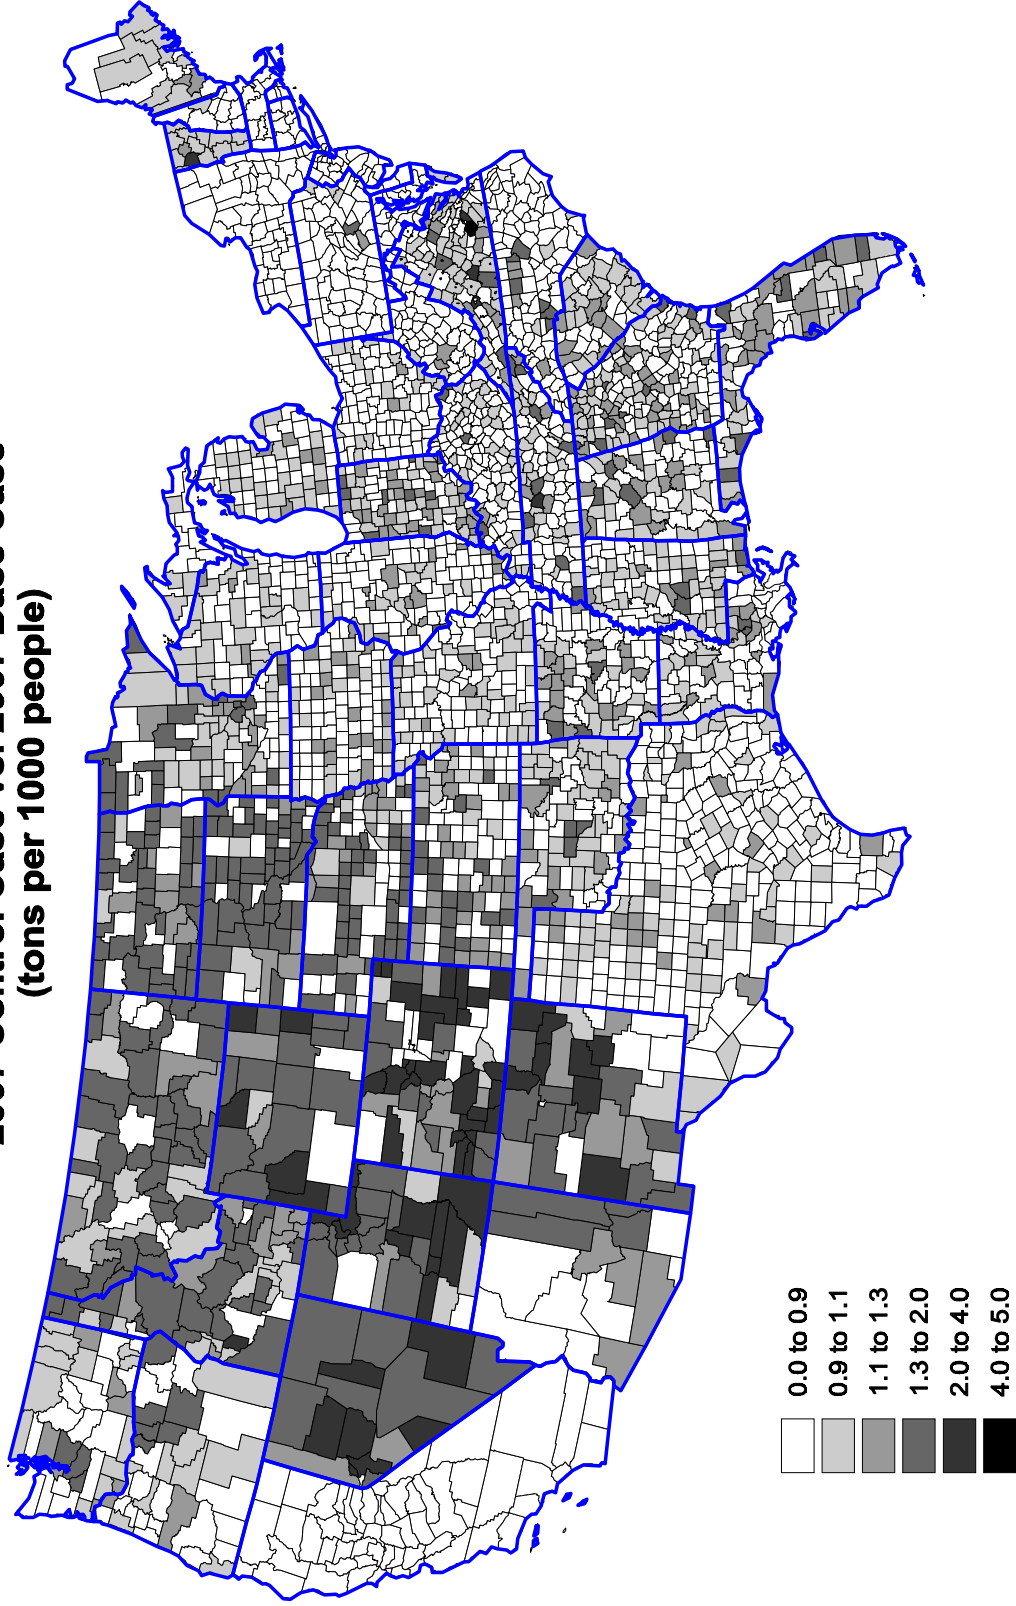 (tons per 1000 people)
0.0 to 0.9
0.9 to 1.1
1.1 to 1.3
1.3 to 2.0
2.0 to 4.0
4.0 to 5.0